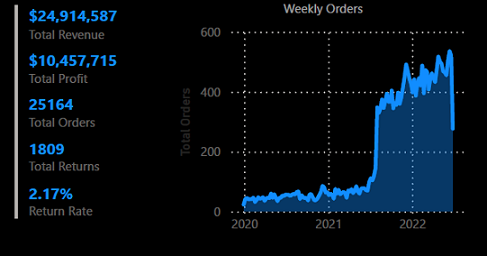 $24,914,587
Total Revenue
$10,457,715
Total Profit
25164
Total Orders
1809
Total Returns
2.17%
Return Rate
Weekly Orders
Total Orders
600
400
200
0
2020
2021
2022